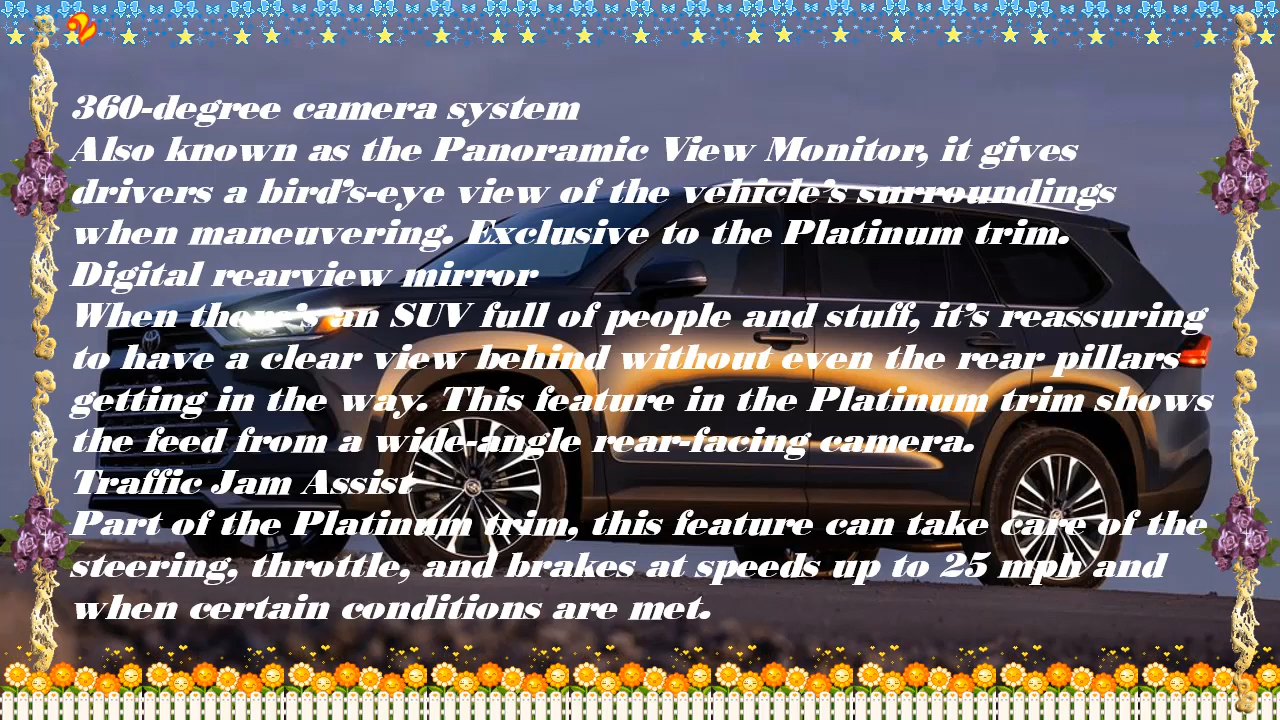 360-degree camera system
Also known as the Panoramic View Monitor, it gives
drivers a bird's-eye view of the vehicle's surroundings
when maneuvering. Exclusive to the Platinum trim.
Digital rearview mirror
When there's an SUV full of people and stuff, it's reassuring
to have a clear view behind without even the rear pillars
getting in the way. This feature in the Platinum trim shows
the feed from a wide-angle rear-facing camera.
Traffic Jam Assist
Part of the Platinum trim, this feature can take care of the
steering, throttle, and brakes at speeds up to 25 mph and
when certain conditions are met.